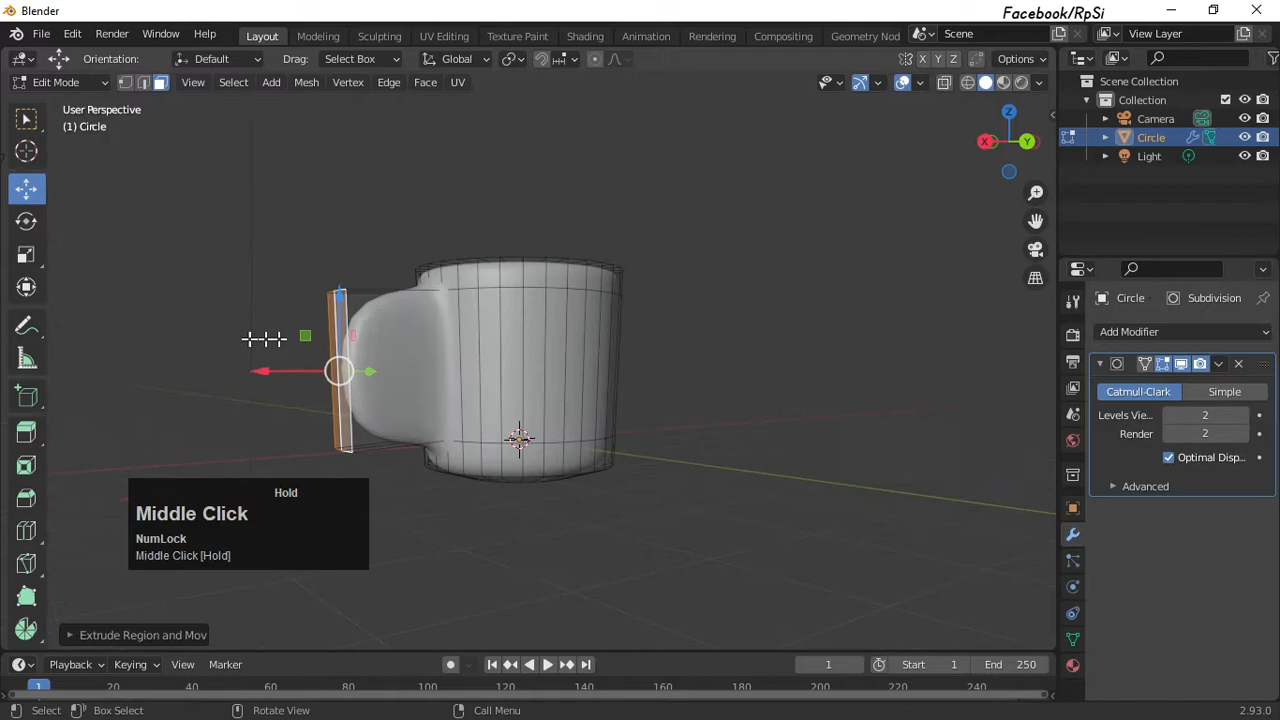 Blender
Facebook/RpSi
File Edit Render Window Help
Layout Modeling Sculpting UV Editing Texture Paint Shading Animation Rendering Compositing Geometry Nod
Scene
View Layer
Orientation: Default Drag: Select Box Global X Y Z Options
Edit Mode View Select Add Mesh Vertex Edge Face UV
User Perspective
(1) Circle
Z
X Y
Scene Collection
Collection
Camera
Circle
Light
Circle Subdivision
Add Modifier
Catmull-Clark Simple
Levels Vie... 2
Render 2
Optimal Disp...
Advanced
Hold
Middle Click
NumLock
Middle Click [Hold]
Extrude Region and Mov
Playback Keying View Marker 1 Start 1 End 250
1 20 40 60 80 100 120 140 160 180 200 220 240
Select Box Select Rotate View Call Menu 2.93.0